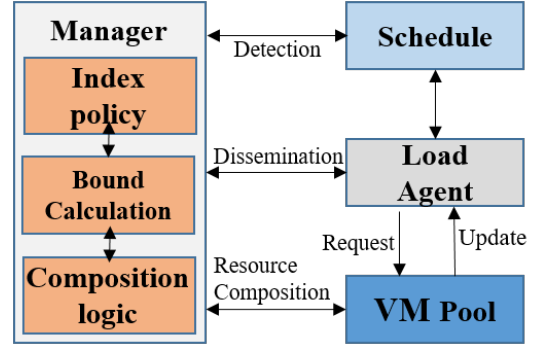 Manager
Index
policy
Bound
Calculation
Composition
logic
Detection
Dissemination
Resource
Composition
Schedule
Load
Agent
Request
Update
VM Pool